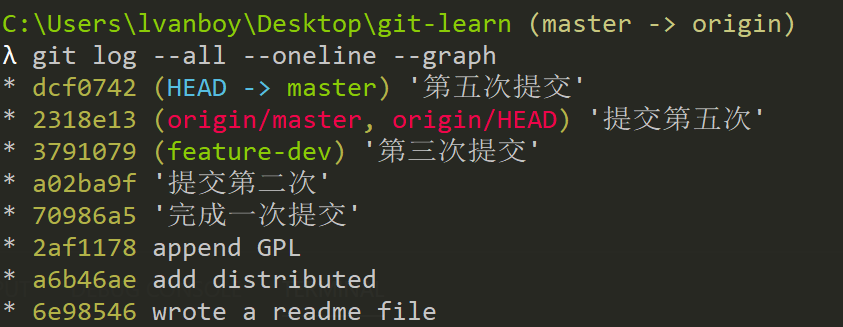 C:\Users\lvanboy\Desktop\git-learn (master -> origin)
λ git log --all --oneline --graph
* dcf0742 (HEAD -> master) '第五次提交'
* 2318e13 (origin/master, origin/HEAD) '提交第五次'
* 3791079 (feature-dev) '第三次提交'
* a02ba9f '提交第二次'
* 70986a5 '完成一次提交'
* 2af1178 append GPL
* a6b46ae add distributed
* 6e98546 wrote a readme file